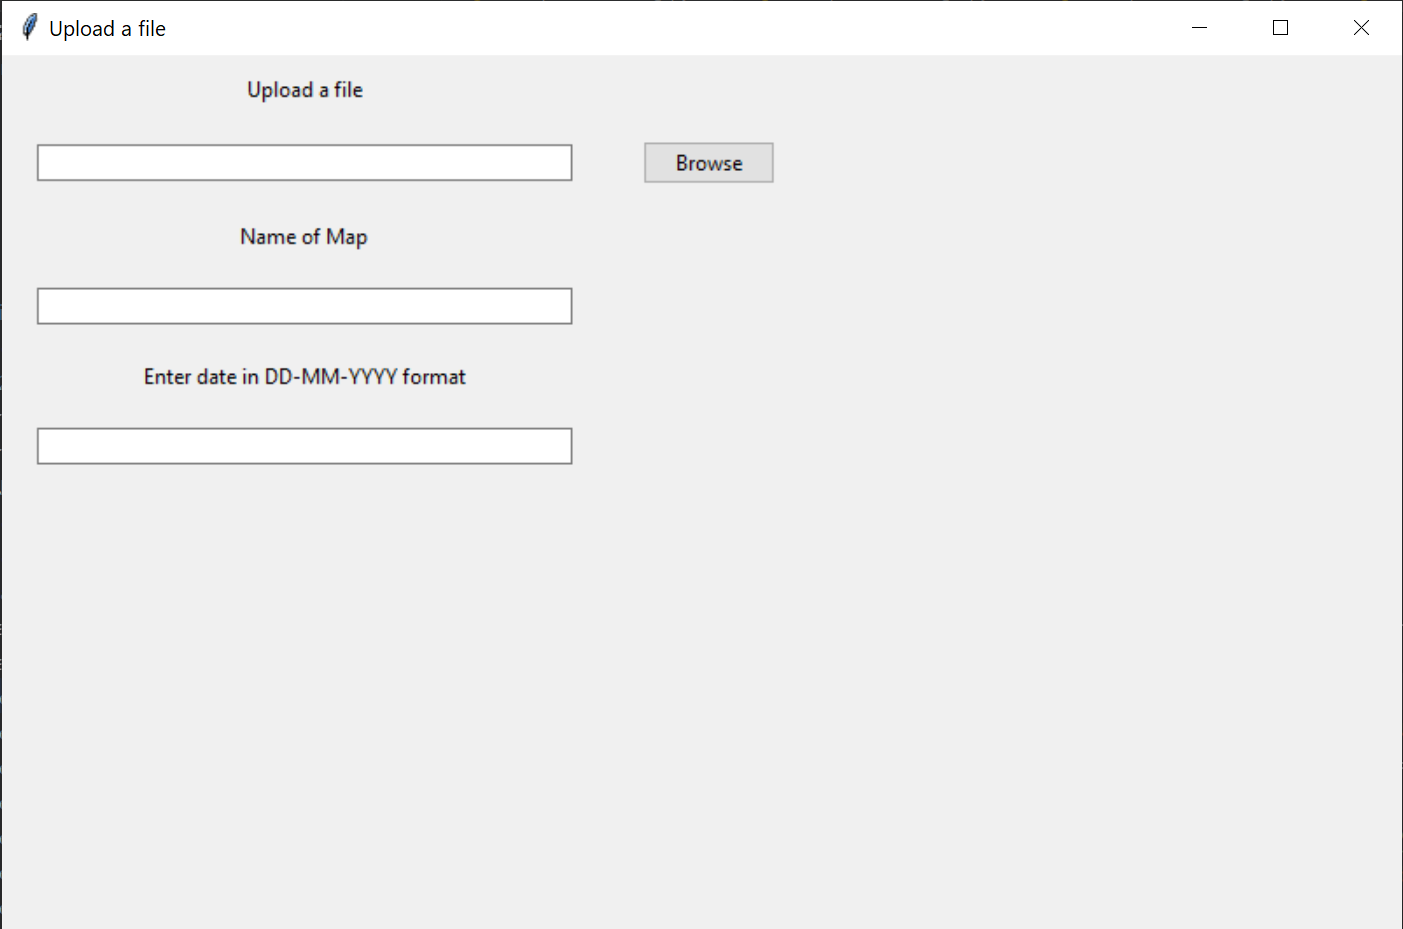 Upload a file
Upload a file
Browse
Name of Map
Enter date in DD-MM-YYYY format